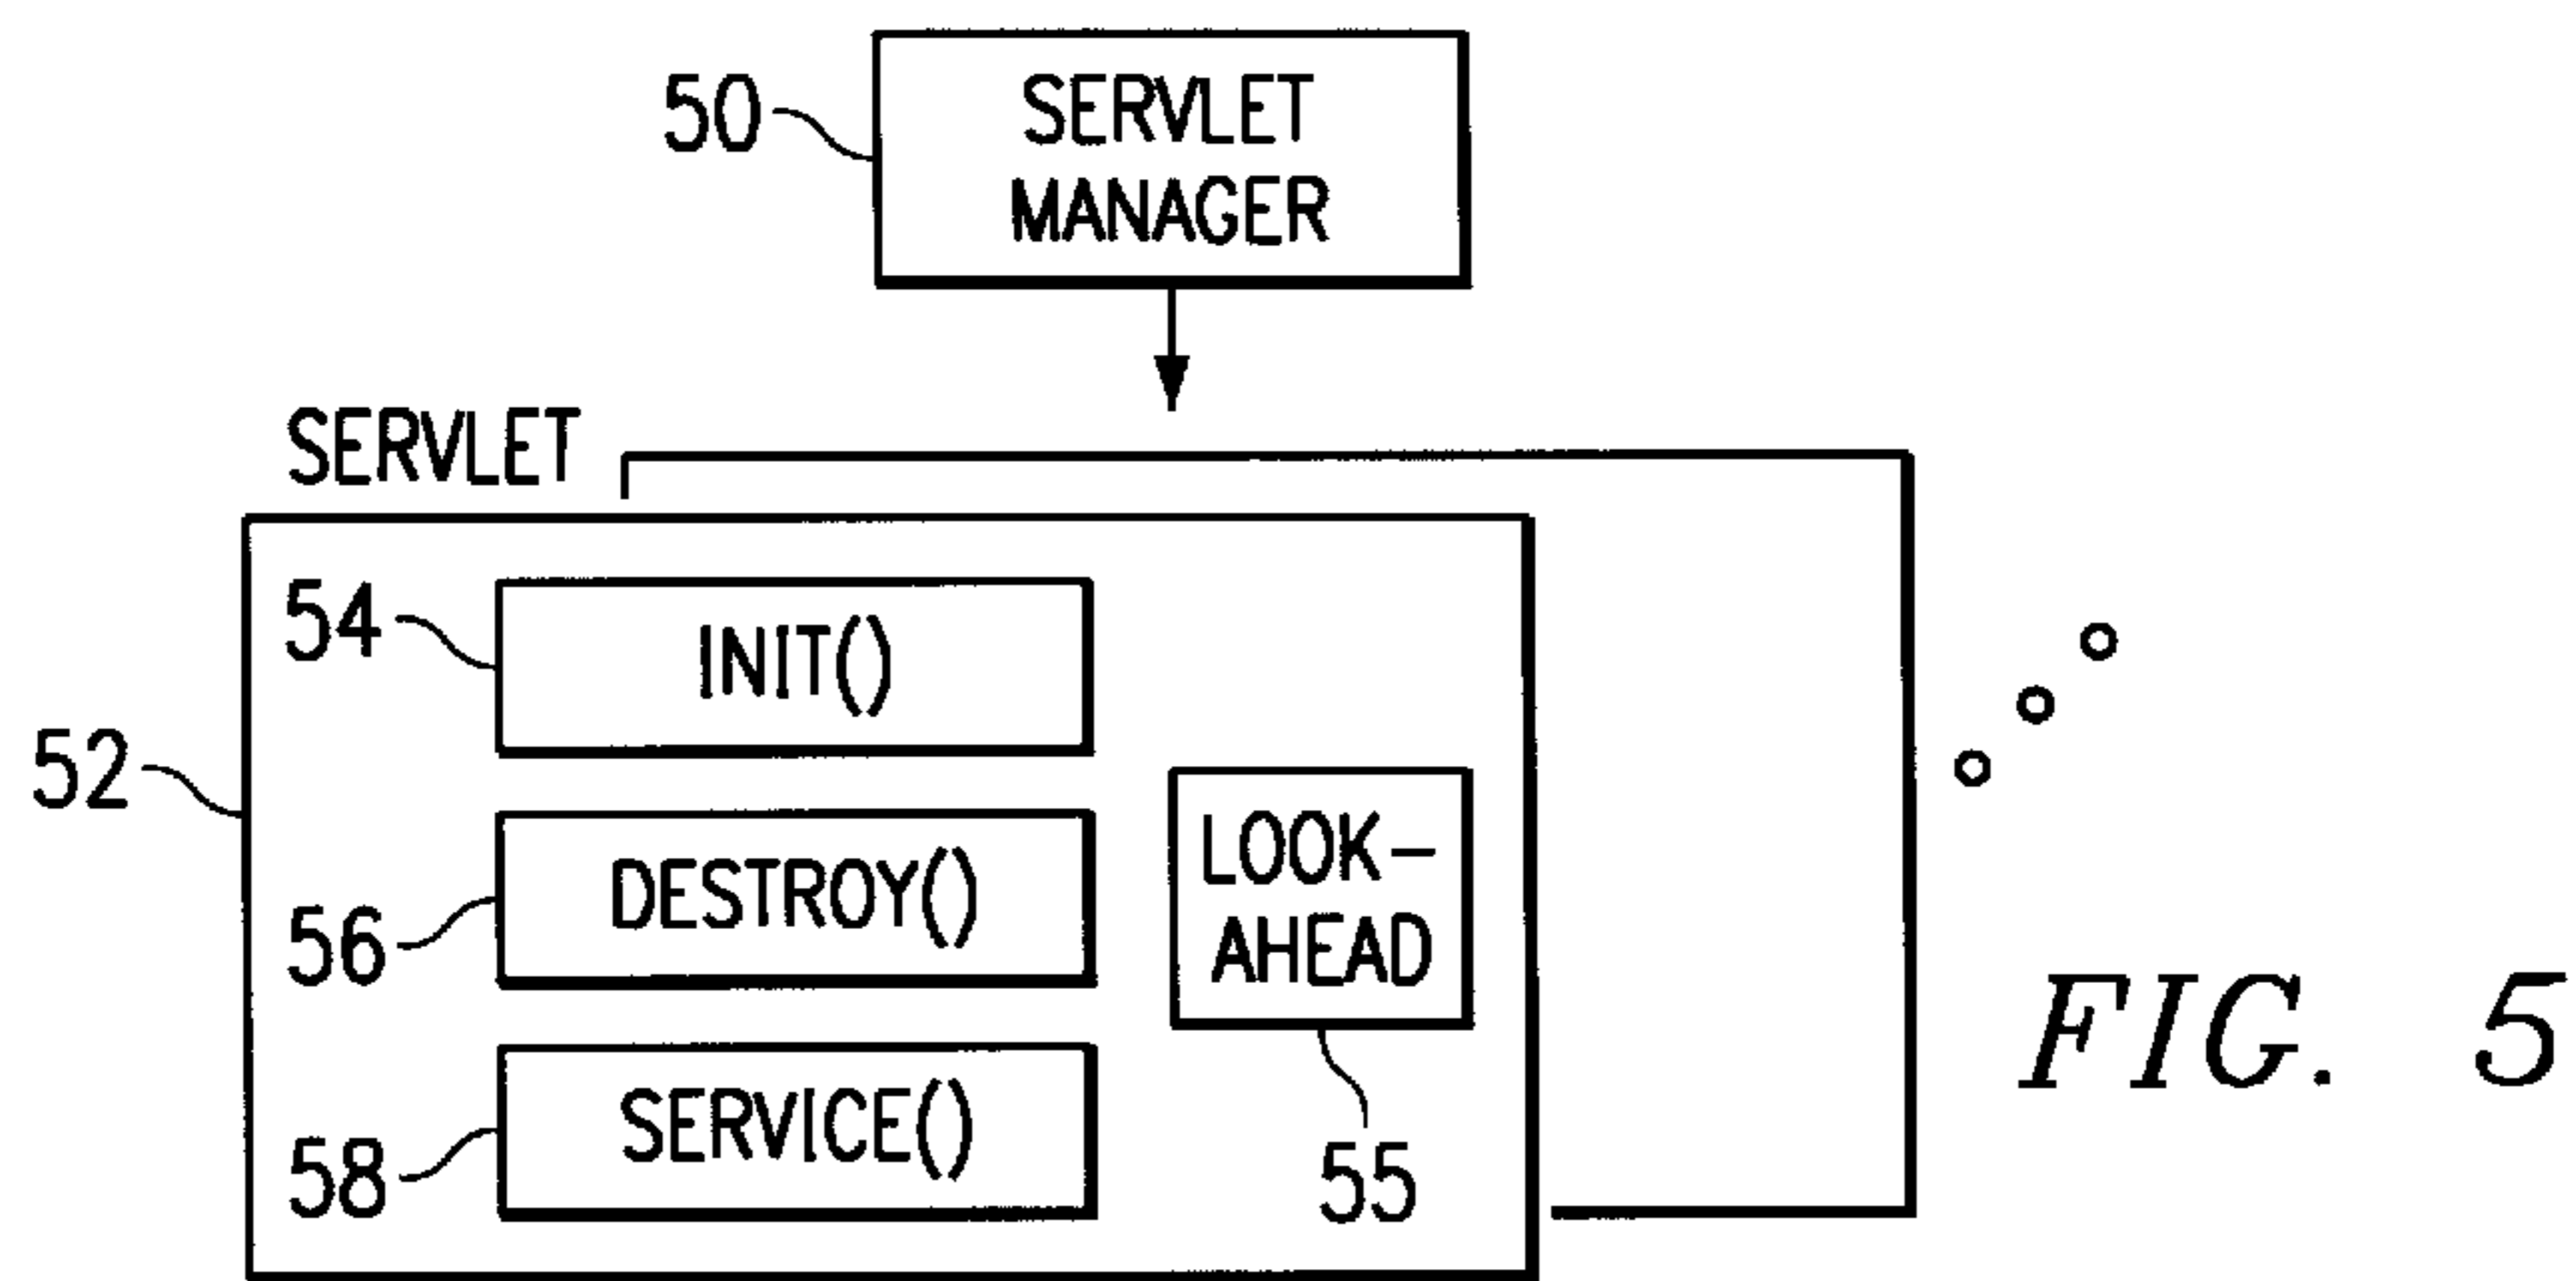 50
SERVLET
MANAGER
SERVLET
54
INIT()
52
LOOK-
AHEAD
56
DESTROY()
58
SERVICE()
55
FIG. 5